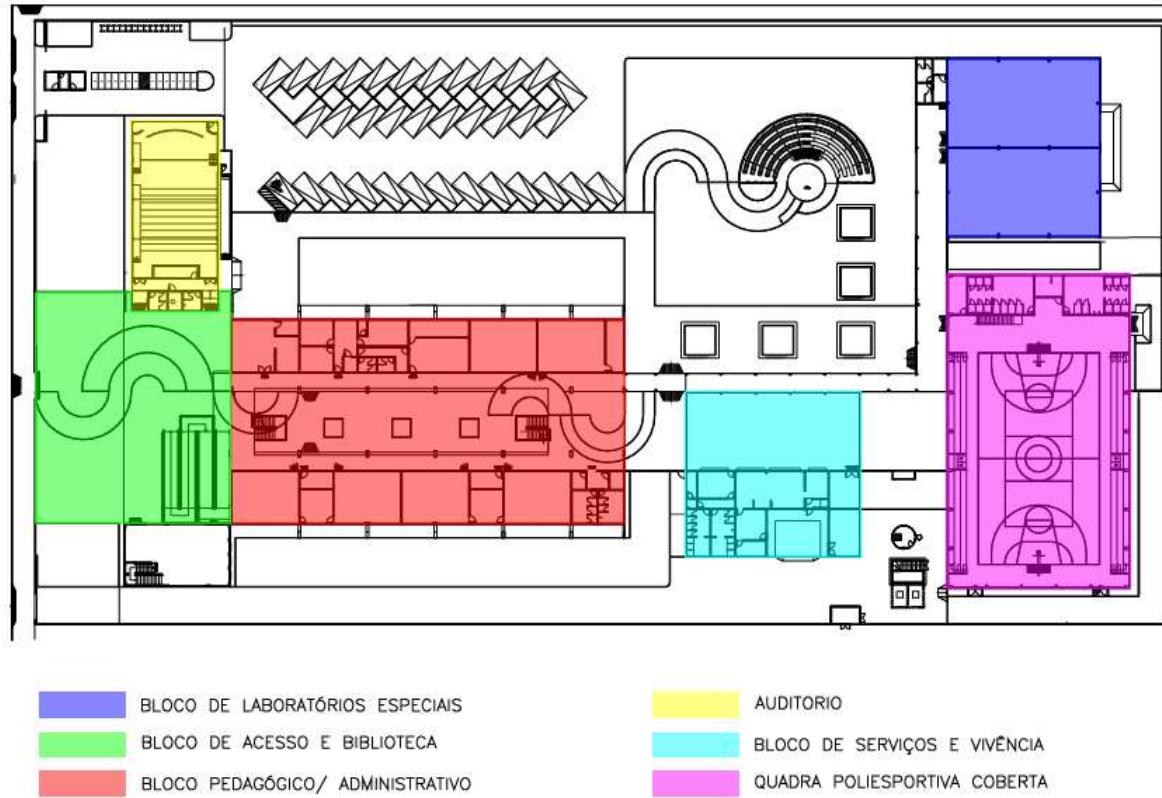 BLOCO DE LABORATÓRIOS ESPECIAIS
BLOCO DE ACESSO E BIBLIOTECA
BLOCO PEDAGÓGICO/ ADMINISTRATIVO
AUDITORIO
BLOCO DE SERVIÇOS E VIVÊNCIA
QUADRA POLIESPORTIVA COBERTA